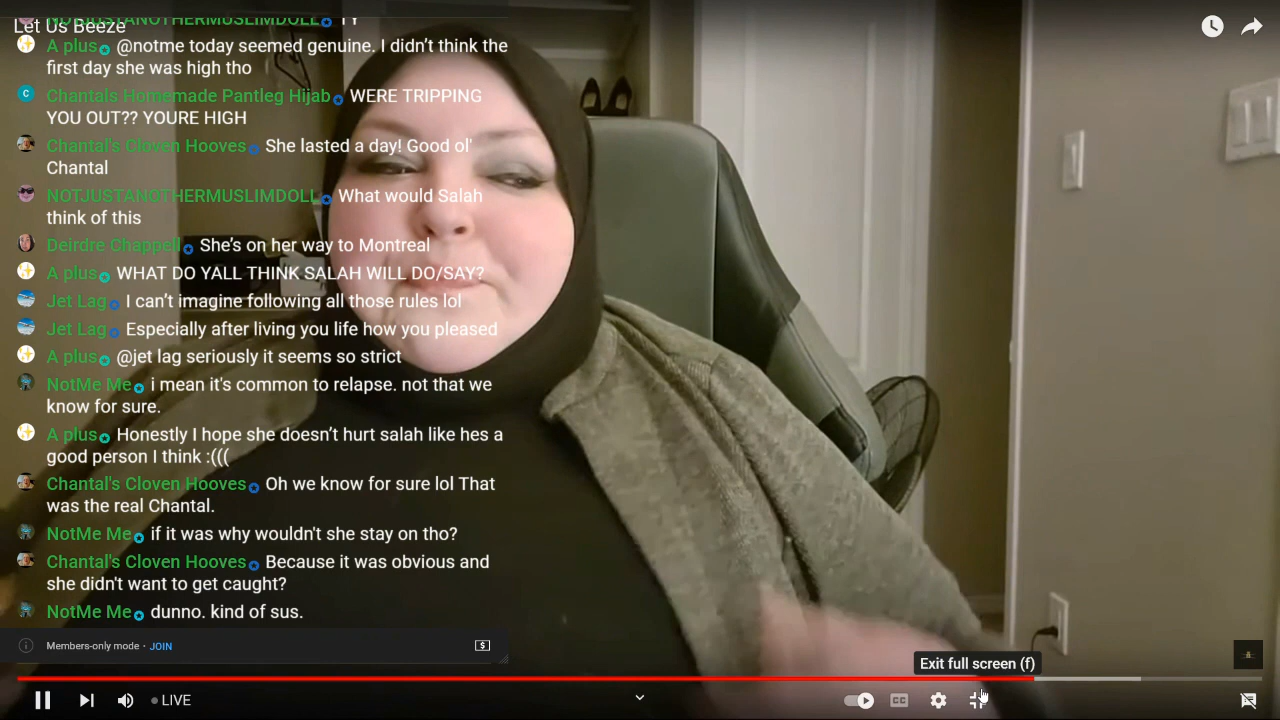 NOTJUSTANOTHERMUSLIMDOLL TY
Let Us Beeze
A plus @notme today seemed genuine. I didn't think the
first day she was high tho
C Chantals Homemade Pantleg Hijab WERE TRIPPING
YOU OUT?? YOURE HIGH
Chantal's Cloven Hooves She lasted a day! Good ol'
Chantal
NOTJUSTANOTHERMUSLIMDOLL What would Salah
think of this
Deirdre Chappell She's on her way to Montreal
A plus WHAT DO YALL THINK SALAH WILL DO/SAY?
Jet Lag I can't imagine following all those rules lol
Jet Lag Especially after living you life how you pleased
A plus @jet lag seriously it seems so strict
NotMe Me i mean it's common to relapse. not that we
know for sure.
A plus Honestly I hope she doesn't hurt salah like hes a
good person I think :(((
Chantal's Cloven Hooves Oh we know for sure lol That
was the real Chantal.
NotMe Me if it was why wouldn't she stay on tho?
Chantal's Cloven Hooves Because it was obvious and
she didn't want to get caught?
NotMe Me dunno. kind of sus.
Members-only mode · JOIN
Exit full screen (f)
LIVE
CC